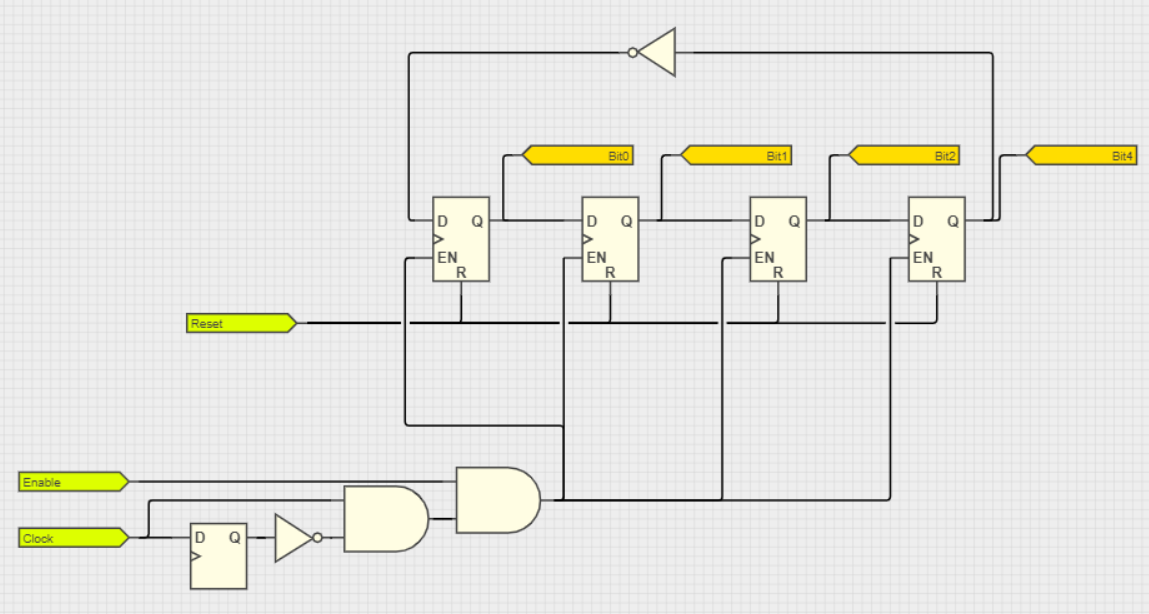 Bit0
Bit1
Bit2
Bit4
D Q
EN
R
D Q
EN
R
D Q
EN
R
D Q
EN
R
Reset
Enable
Clock
D Q